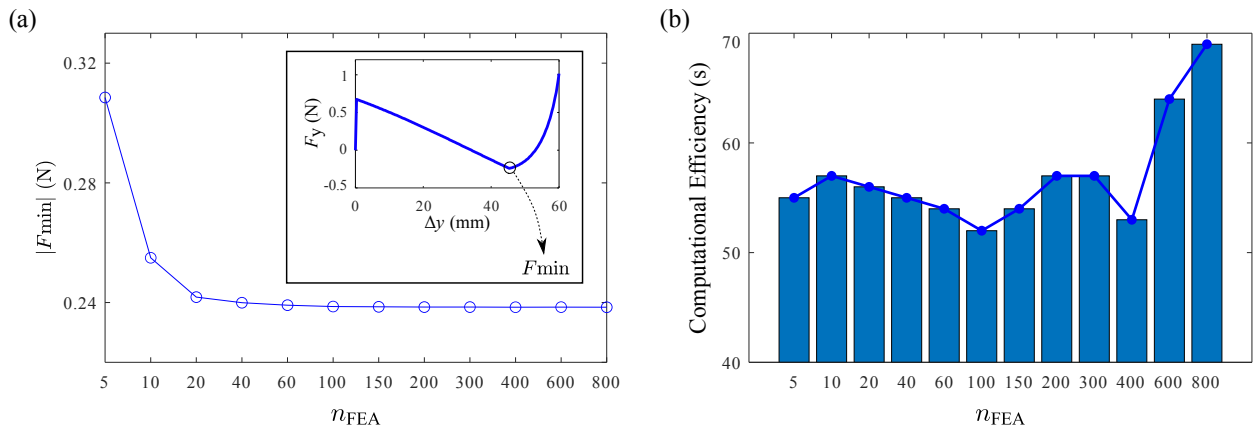 (a)
0.32
0.28
0.24
|Fmin| (N)
5 10 20 40 60 100 150 200 300 400 600 800
nFEA
1
0.5
0
-0.5
Fy (N)
0 20 40 60
Δy (mm)
Fmin
(b)
70
60
50
40
Computational Efficiency (s)
5 10 20 40 60 100 150 200 300 400 600 800
nFEA